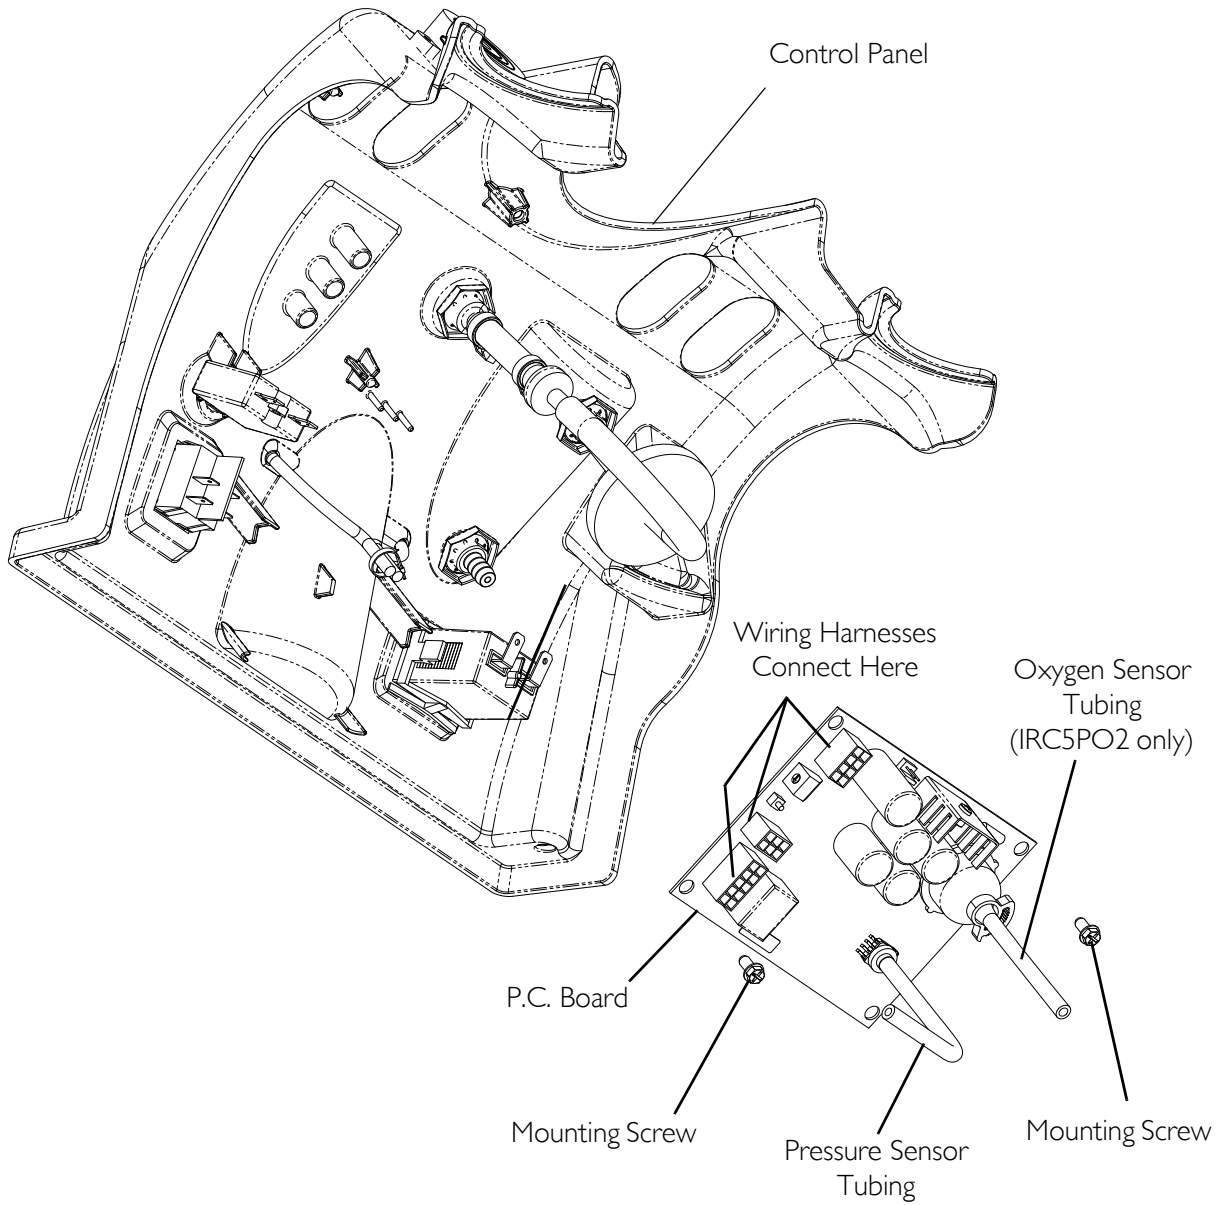 Control Panel
Wiring Harnesses
Connect Here
Oxygen Sensor
Tubing
(IRC5PO2 only)
P.C. Board
Mounting Screw
Pressure Sensor
Tubing
Mounting Screw